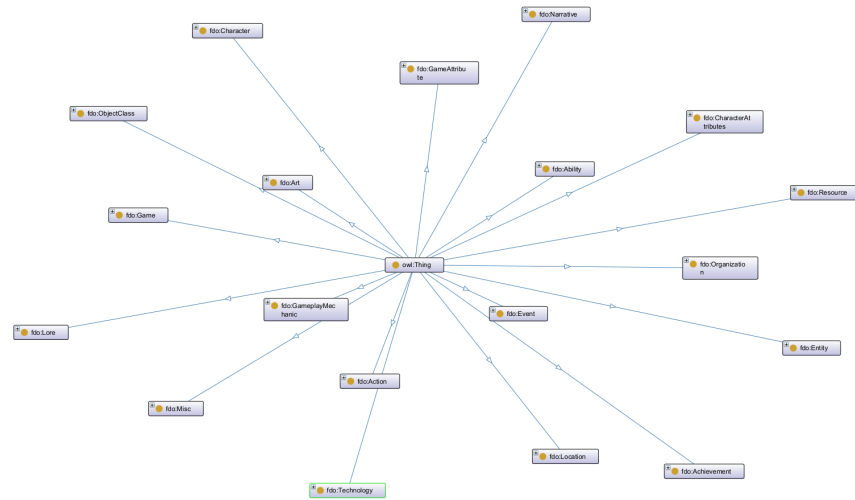 fdo:Narrative
fdo:Character
fdo:GameAttribu
te
fdo:ObjectClass
fdo:CharacterAt
tributes
fdo:Ability
fdo:Art
fdo:Resource
fdo:Game
owl:Thing
fdo:Organizatio
n
fdo:GameplayMec
hanic
fdo:Event
fdo:Lore
fdo:Entity
fdo:Action
fdo:Misc
fdo:Location
fdo:Achievement
fdo:Technology